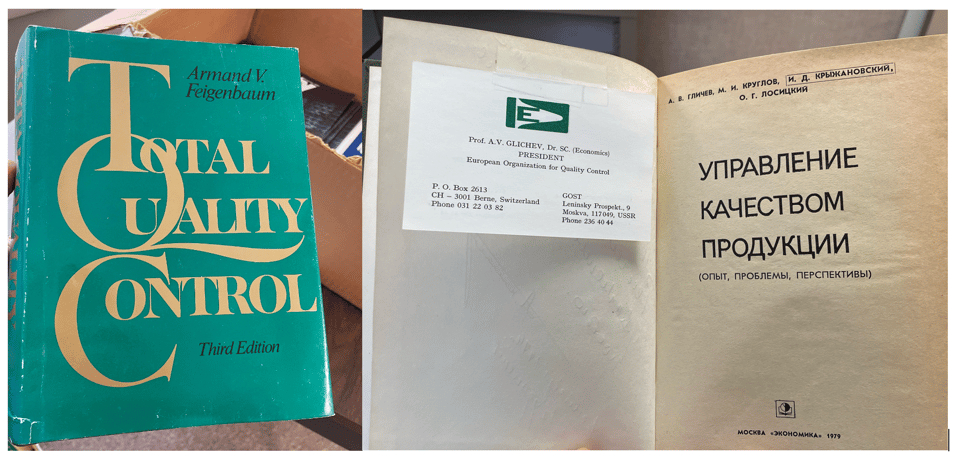 Armand V.
Feigenbaum
TOTAL
QUALITY
CONTROL
Third Edition
E
Prof. A.V. GLICHEV, Dr. SC. (Economics)
PRESIDENT
European Organization for Quality Control
P. O. Box 2613
CH – 3001 Berne, Switzerland
Phone 031 22 03 82
GOST
Leninsky Prospekt., 9
Moskva, 117049, USSR
Phone 236 40 44
А. В. ГЛИЧЕВ, М. И. КРУГЛОВ, И. Д. КРЫЖАНОВСКИЙ,
О. Г. ЛОСИЦКИЙ
УПРАВЛЕНИЕ
КАЧЕСТВОМ
ПРОДУКЦИИ
(ОПЫТ, ПРОБЛЕМЫ, ПЕРСПЕКТИВЫ)
МОСКВА «ЭКОНОМИКА» 1979